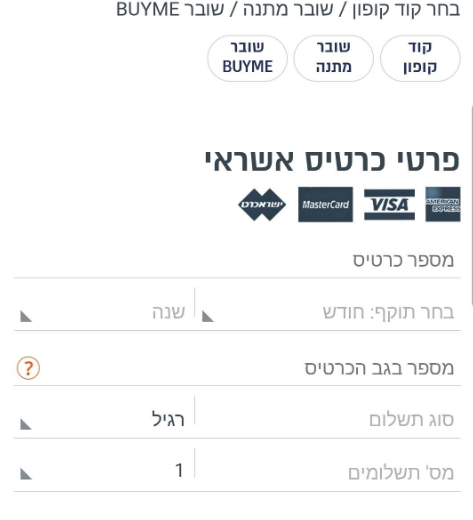 בחר קוד קופון / שובר מתנה / שובר BUYME
קוד קופון
שובר מתנה
שובר BUYME
פרטי כרטיס אשראי
ישראכרט MasterCard VISA AMERICAN EXPRESS
מספר כרטיס
בחר תוקף: חודש שנה
מספר בגב הכרטיס ?
סוג תשלום רגיל
מס' תשלומים 1